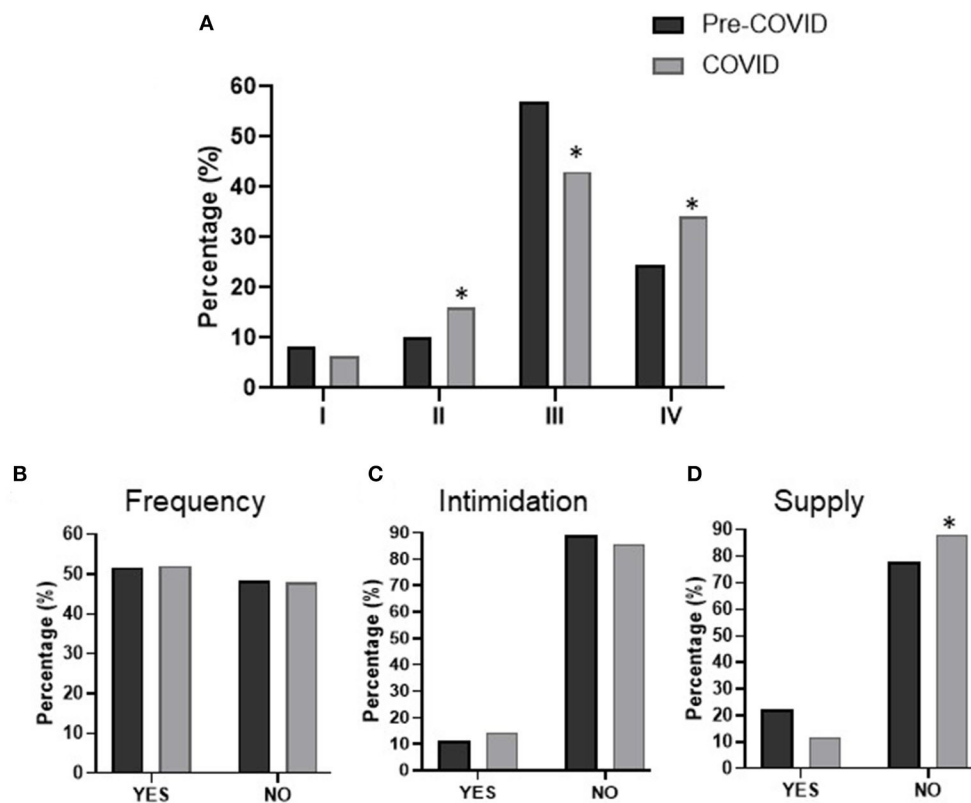 A
Pre-COVID
COVID
Percentage (%)
60
50
40
30
20
10
0
*
*
*
I II III IV
B
Frequency
Percentage (%)
60
50
40
30
20
10
0
YES NO
C
Intimidation
Percentage (%)
90
80
70
60
50
40
30
20
10
0
YES NO
D
Supply
Percentage (%)
90
80
70
60
50
40
30
20
10
0
*
YES NO